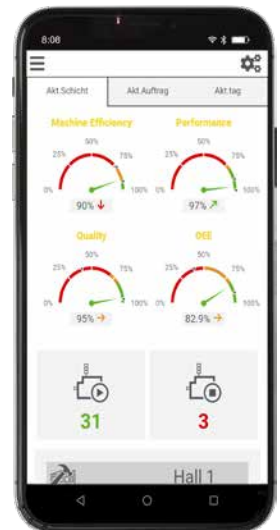 8:08
Akt.Schicht Akt.Auftrag Akt.tag
Machine Efficiency Performance
50% 50%
25% 75% 25% 75%
0% 100% 0% 100%
90% 97%
Quality OEE
50% 50%
25% 75% 25% 75%
0% 100% 0% 100%
95% 82.9%
31 3
Hall 1